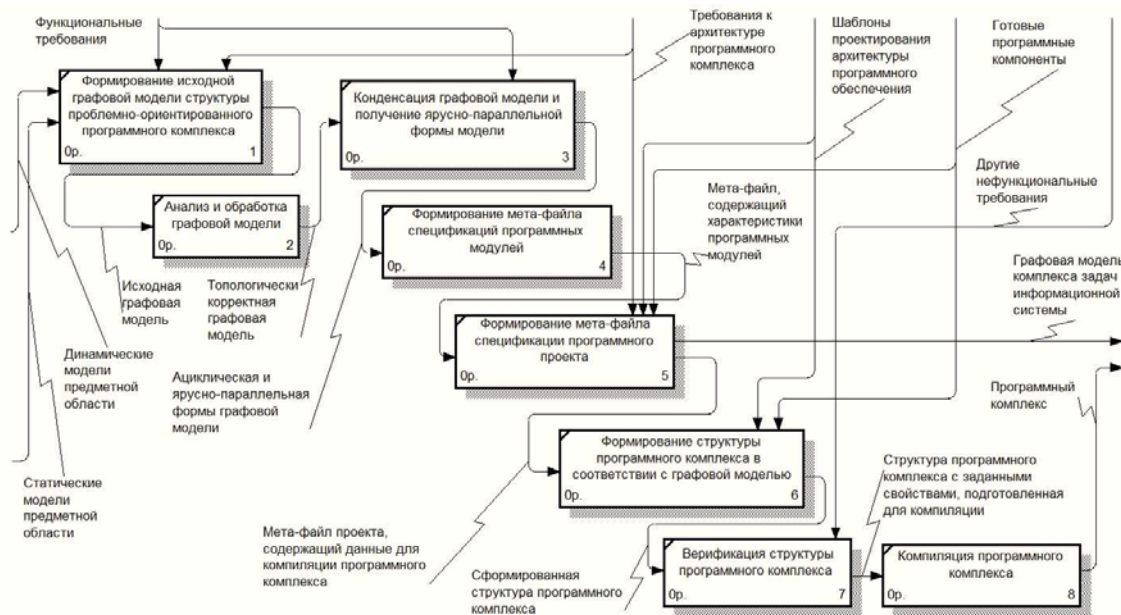 Функциональные
требования
Требования к
архитектуре
программного
комплекса
Шаблоны
проектирования
архитектуры
программного
обеспечения
Готовые
программные
компоненты
Формирование исходной
графовой модели структуры
проблемно-ориентированного
программного комплекса
0р. 1
Конденсация графовой модели и
получение ярусно-параллельной
формы модели
0р. 3
Другие
нефункциональные
требования
Мета-файл,
содержащий
характеристики
программных
модулей
Анализ и обработка
графовой модели
0р. 2
Формирование мета-файла
спецификаций программных
модулей
0р. 4
Графовая модель
комплекса задач
информационной
системы
Исходная
графовая
модель
Топологически
корректная
графовая
модель
Формирование мета-файла
спецификации программного
проекта
0р. 5
Динамические
модели
предметной
области
Ациклическая и
ярусно-параллельная
формы графовой
модели
Программный
комплекс
Формирование структуры
программного комплекса в
соответствии с графовой моделью
0р. 6
Статические
модели
предметной
области
Структура программного
комплекса с заданными
свойствами, подготовленная
для компиляции
Мета-файл проекта,
содержащий данные для
компиляции программного
комплекса
Сформированная
структура программного
комплекса
Верификация структуры
программного комплекса
0р. 7
Компиляция программного
комплекса
0р. 8